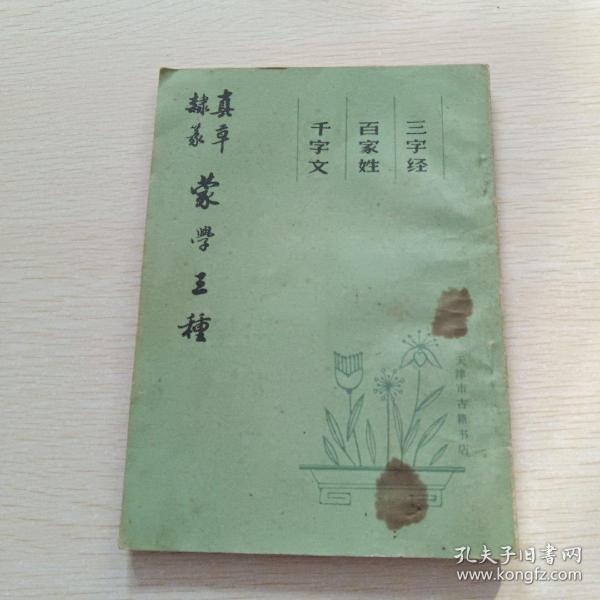 三字经
百家姓
千字文
真草
隸篆
蒙學三種
天津市古籍书店
孔夫子旧书网
www.kongfz.com